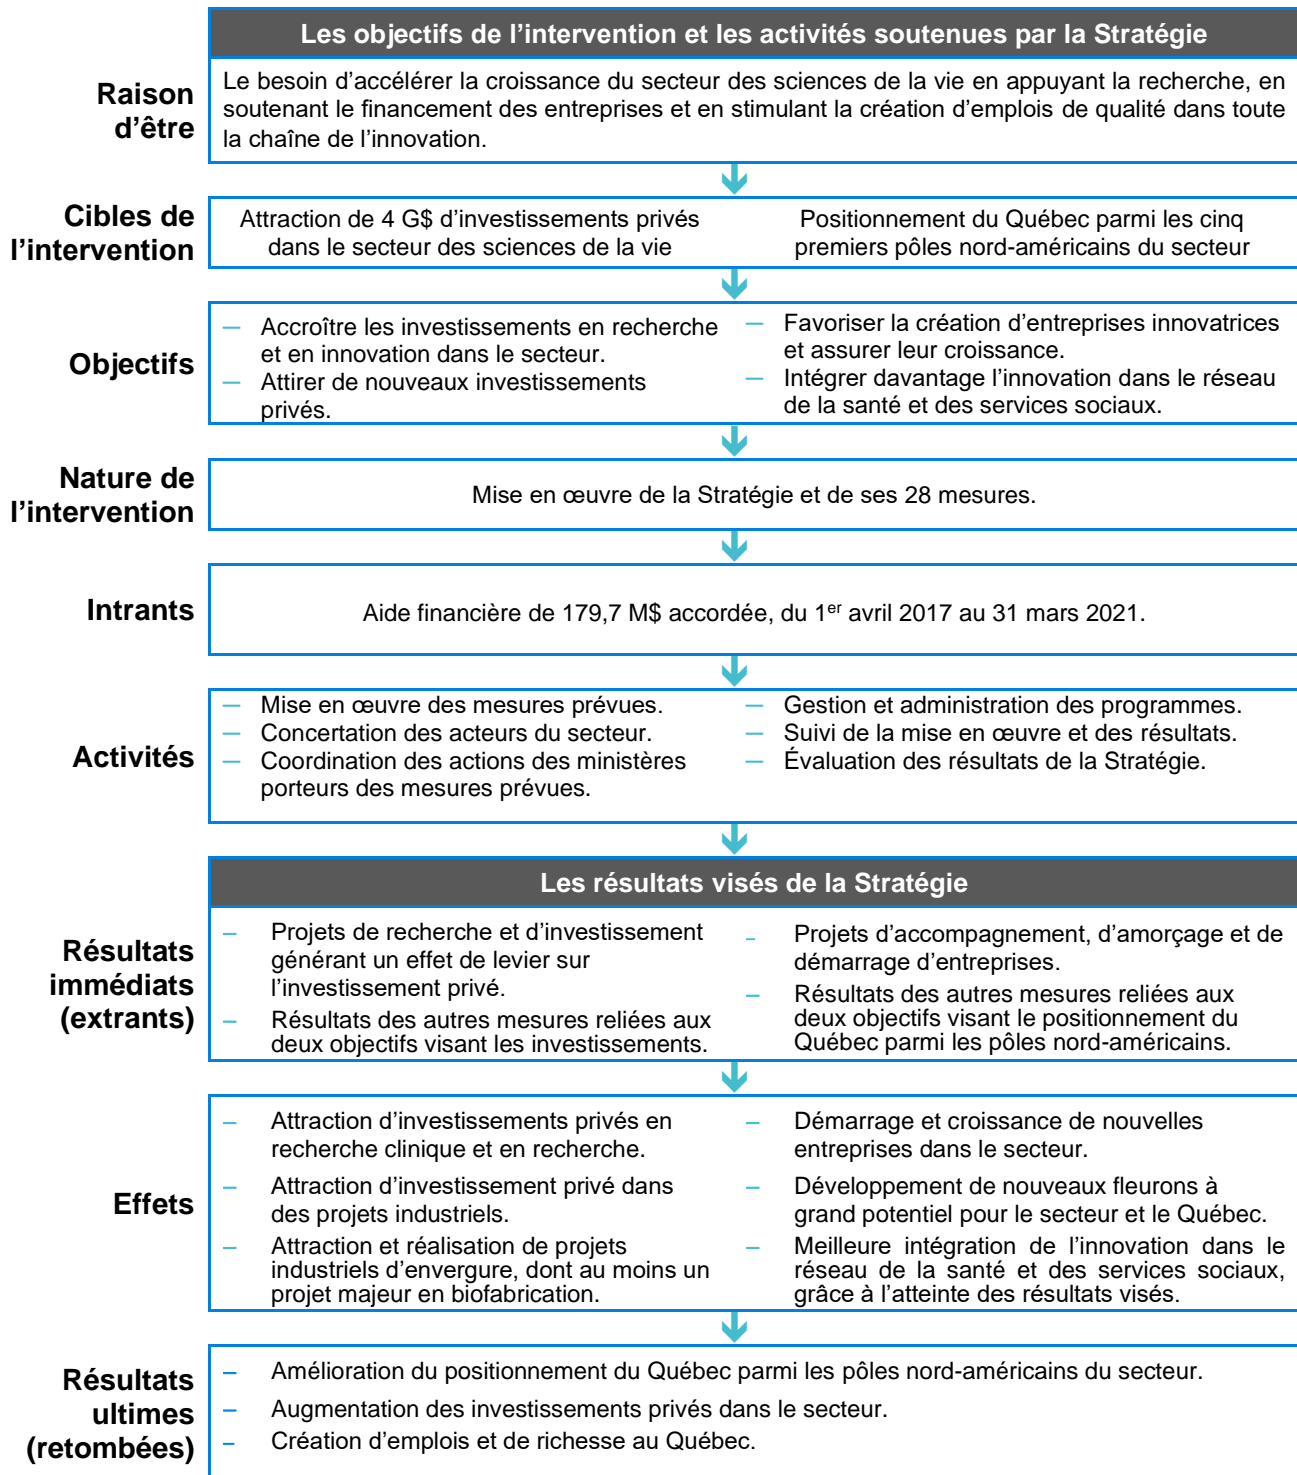 Les objectifs de l’intervention et les activités soutenues par la Stratégie
Raison
d’être
Le besoin d’accélérer la croissance du secteur des sciences de la vie en appuyant la recherche, en
soutenant le financement des entreprises et en stimulant la création d’emplois de qualité dans toute
la chaîne de l’innovation.
Cibles de
l’intervention
Attraction de 4 G$ d’investissements privés
dans le secteur des sciences de la vie
Positionnement du Québec parmi les cinq
premiers pôles nord-américains du secteur
Objectifs
— Accroître les investissements en recherche
et en innovation dans le secteur.
— Attirer de nouveaux investissements
privés.
— Favoriser la création d’entreprises innovatrices
et assurer leur croissance.
— Intégrer davantage l’innovation dans le réseau
de la santé et des services sociaux.
Nature de
l’intervention
Mise en œuvre de la Stratégie et de ses 28 mesures.
Intrants
Aide financière de 179,7 M$ accordée, du 1er avril 2017 au 31 mars 2021.
Activités
— Mise en œuvre des mesures prévues.
— Concertation des acteurs du secteur.
— Coordination des actions des ministères
porteurs des mesures prévues.
— Gestion et administration des programmes.
— Suivi de la mise en œuvre et des résultats.
— Évaluation des résultats de la Stratégie.
Les résultats visés de la Stratégie
Résultats
immédiats
(extrants)
– Projets de recherche et d’investissement
générant un effet de levier sur
l’investissement privé.
– Résultats des autres mesures reliées aux
deux objectifs visant les investissements.
– Projets d’accompagnement, d’amorçage et de
démarrage d’entreprises.
– Résultats des autres mesures reliées aux
deux objectifs visant le positionnement du
Québec parmi les pôles nord-américains.
Effets
– Attraction d’investissements privés en
recherche clinique et en recherche.
– Attraction d’investissement privé dans
des projets industriels.
– Attraction et réalisation de projets
industriels d’envergure, dont au moins un
projet majeur en biofabrication.
– Démarrage et croissance de nouvelles
entreprises dans le secteur.
– Développement de nouveaux fleurons à
grand potentiel pour le secteur et le Québec.
– Meilleure intégration de l’innovation dans le
réseau de la santé et des services sociaux,
grâce à l’atteinte des résultats visés.
Résultats
ultimes
(retombées)
– Amélioration du positionnement du Québec parmi les pôles nord-américains du secteur.
– Augmentation des investissements privés dans le secteur.
– Création d’emplois et de richesse au Québec.